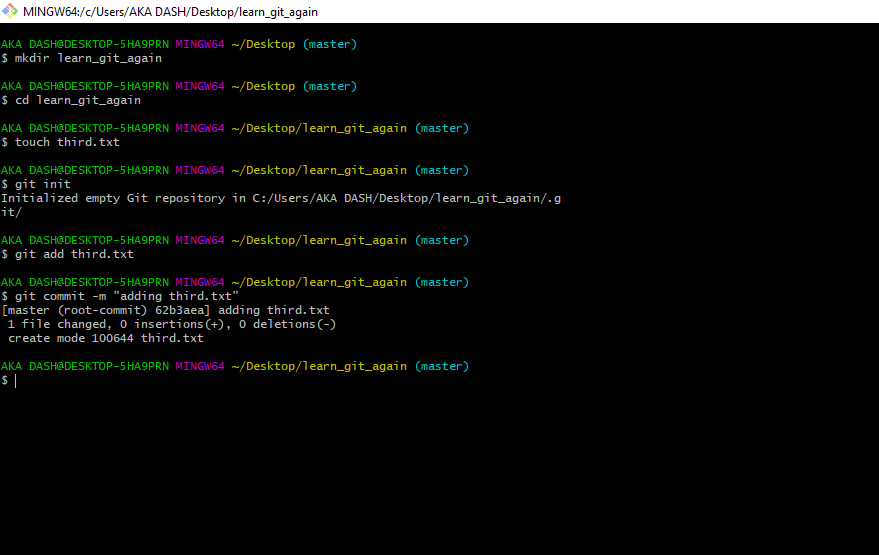 MINGW64:/c/Users/AKA DASH/Desktop/learn_git_again
AKA DASH@DESKTOP-5HA9PRN MINGW64 ~/Desktop (master)
$ mkdir learn_git_again
AKA DASH@DESKTOP-5HA9PRN MINGW64 ~/Desktop (master)
$ cd learn_git_again
AKA DASH@DESKTOP-5HA9PRN MINGW64 ~/Desktop/learn_git_again (master)
$ touch third.txt
AKA DASH@DESKTOP-5HA9PRN MINGW64 ~/Desktop/learn_git_again (master)
$ git init
Initialized empty Git repository in C:/Users/AKA DASH/Desktop/learn_git_again/.g
it/
AKA DASH@DESKTOP-5HA9PRN MINGW64 ~/Desktop/learn_git_again (master)
$ git add third.txt
AKA DASH@DESKTOP-5HA9PRN MINGW64 ~/Desktop/learn_git_again (master)
$ git commit -m "adding third.txt"
[master (root-commit) 62b3aea] adding third.txt
 1 file changed, 0 insertions(+), 0 deletions(-)
 create mode 100644 third.txt
AKA DASH@DESKTOP-5HA9PRN MINGW64 ~/Desktop/learn_git_again (master)
$